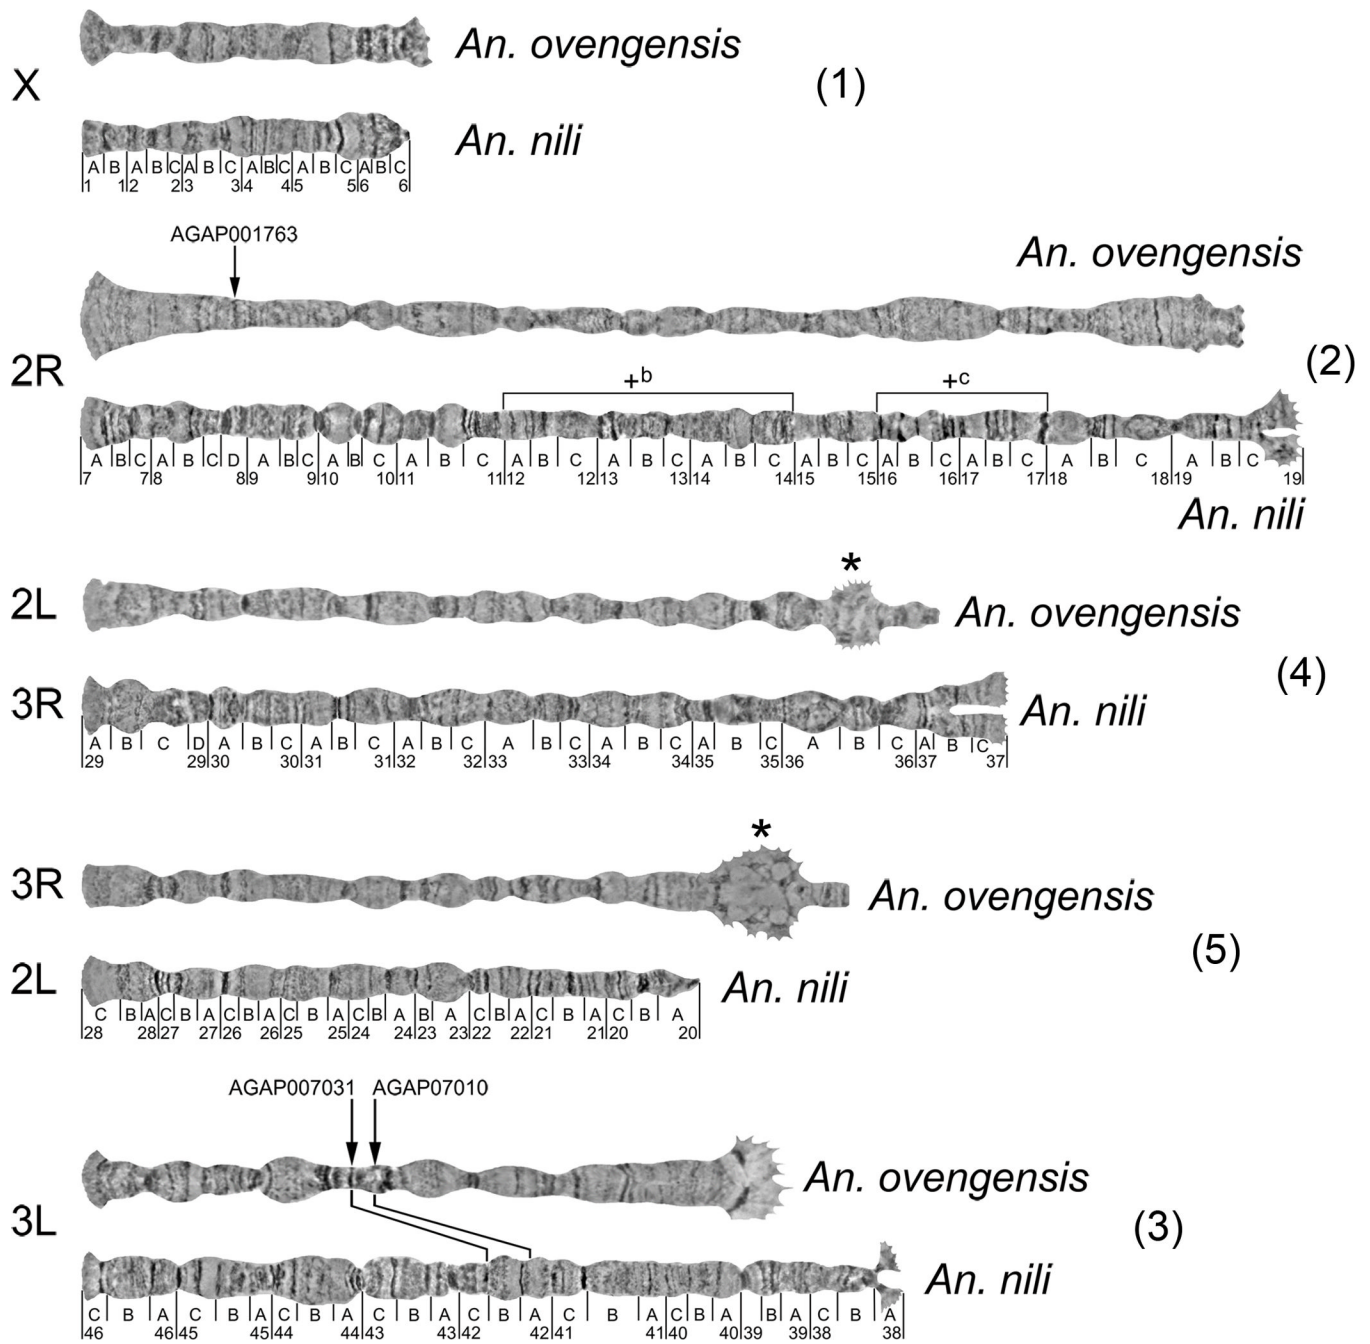 X
An. ovengensis
(1)
An. nili
A B A B C A B C A B C A B C A B C
1 1 2 2 3 3 4 4 5 5 6 6
AGAP001763
An. ovengensis
2R
(2)
+b +c
A B C A B C D A B C A B C A B C A B C A B C A B C A B C A B C A B C A B C A B C
7 7 8 8 9 9 10 10 11 11 12 12 13 13 14 14 15 15 16 16 17 17 18 18 19 19
An. nili
*
2L
An. ovengensis
(4)
3R
An. nili
A B C D A B C A B C A B C A B C A B C A B C A B C A B C
29 29 30 30 31 31 32 32 33 33 34 34 35 35 36 36 37 37
*
3R
An. ovengensis
(5)
2L
An. nili
C B A C B A C B A C B A C B A B A C B A C B A C B A
28 28 27 27 26 26 25 25 24 24 23 23 22 22 21 21 20 20
AGAP007031 AGAP07010
An. ovengensis
3L
(3)
An. nili
C B A C B A C B A C B A C B A C B A C B A B A C B A
46 46 45 45 44 44 43 43 42 42 41 41 40 40 39 39 38 38